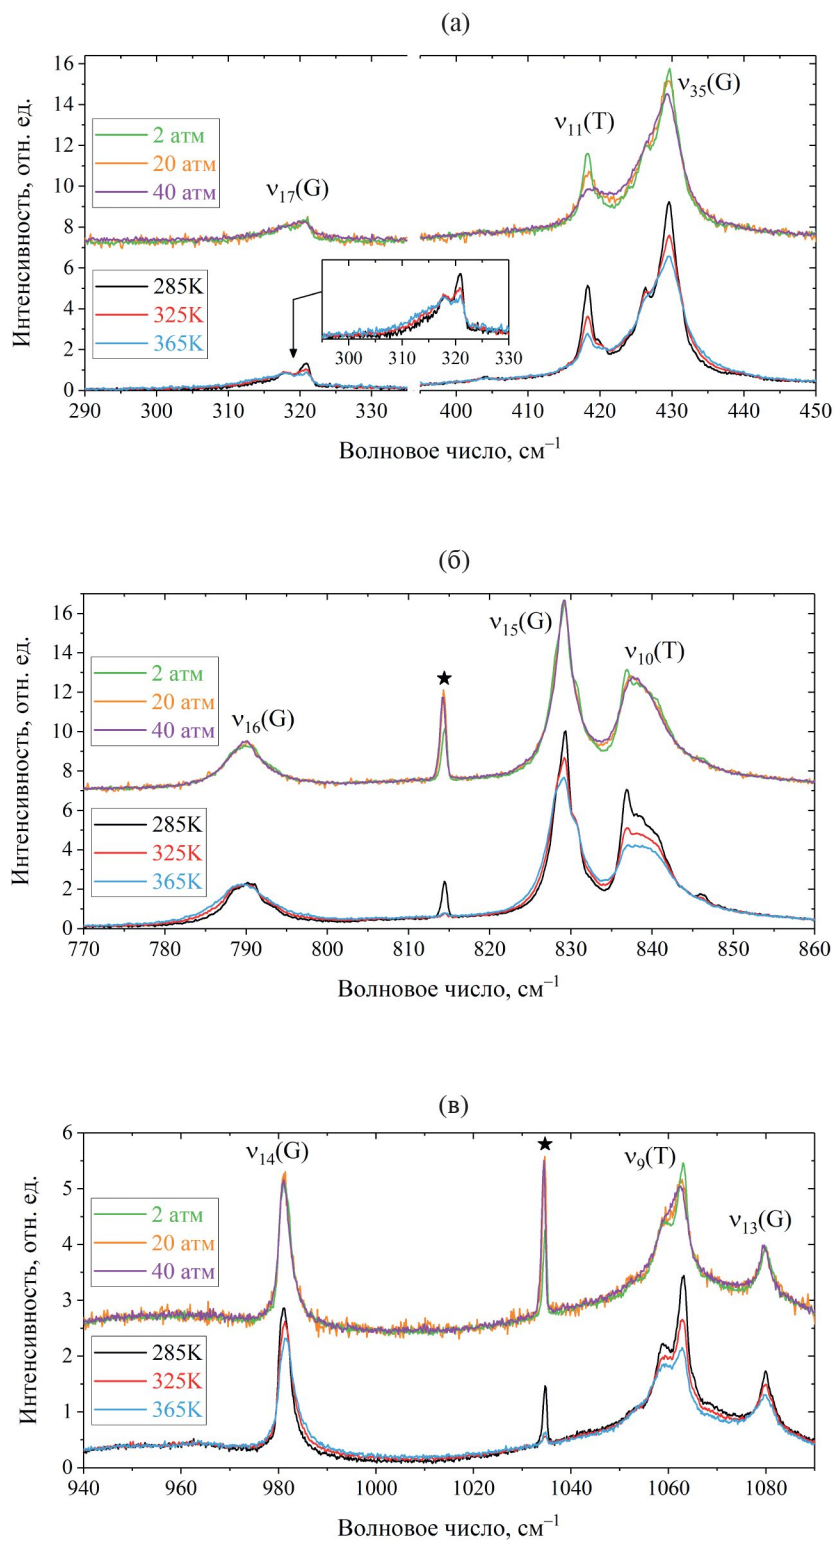 (а)
ν35(G)
ν11(T)
ν17(G)
2 атм
20 атм
40 атм
285K
325K
365K
300 310 320 330
16
14
12
10
8
6
4
2
0
Интенсивность, отн. ед.
290 300 310 320 330 400 410 420 430 440 450
Волновое число, см–1
(б)
ν15(G)
ν10(T)
ν16(G)
★
2 атм
20 атм
40 атм
285K
325K
365K
16
14
12
10
8
6
4
2
0
Интенсивность, отн. ед.
770 780 790 800 810 820 830 840 850 860
Волновое число, см–1
(в)
★
ν14(G)
ν9(T)
ν13(G)
2 атм
20 атм
40 атм
285K
325K
365K
6
5
4
3
2
1
0
Интенсивность, отн. ед.
940 960 980 1000 1020 1040 1060 1080
Волновое число, см–1